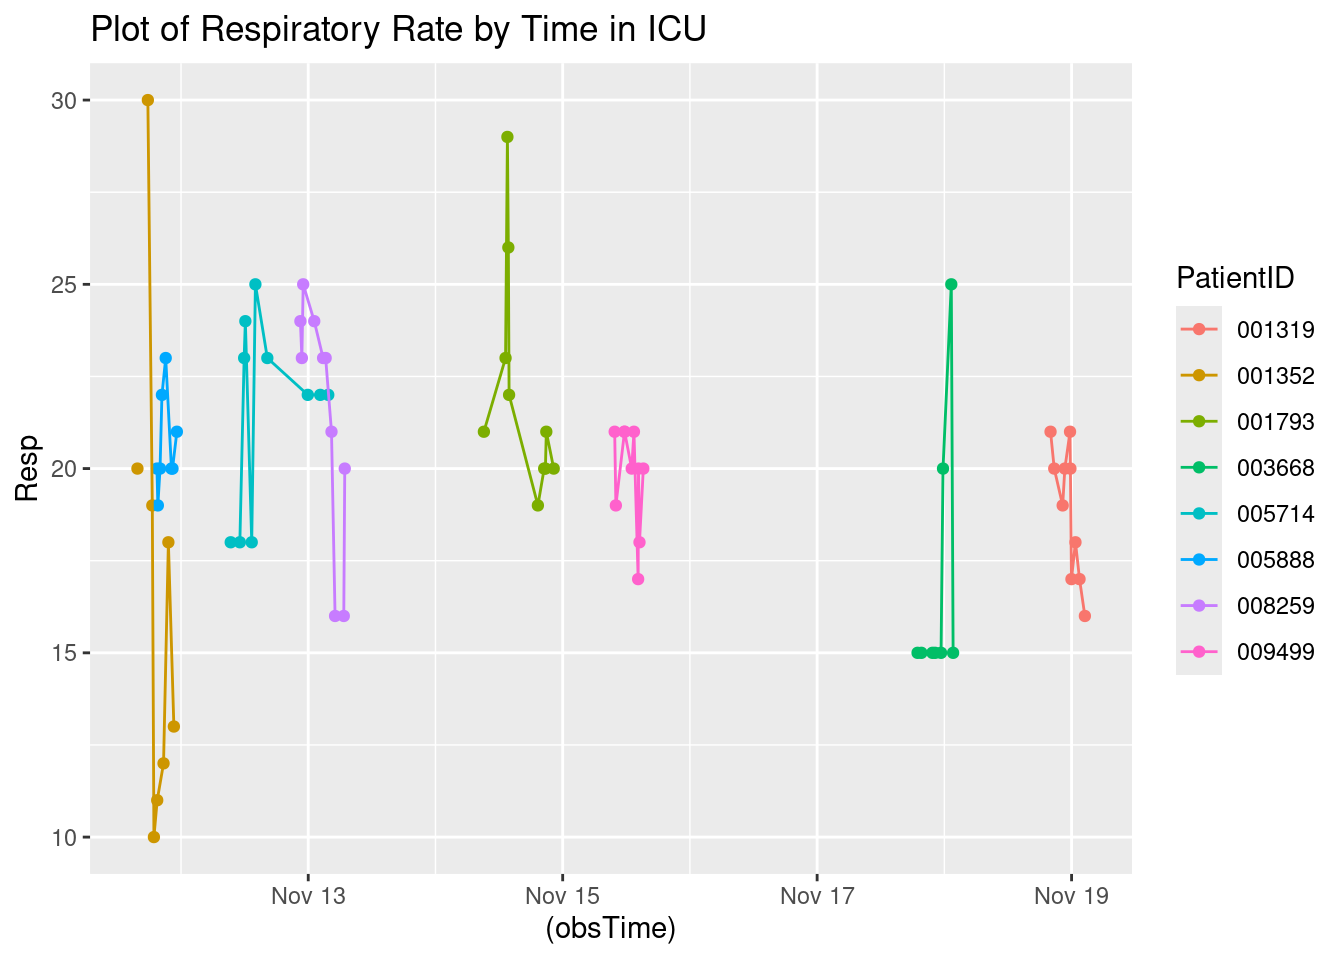 Plot of Respiratory Rate by Time in ICU
30
25
20
15
10
Resp
Nov 13
Nov 15
Nov 17
Nov 19
(obsTime)
PatientID
001319
001352
001793
003668
005714
005888
008259
009499